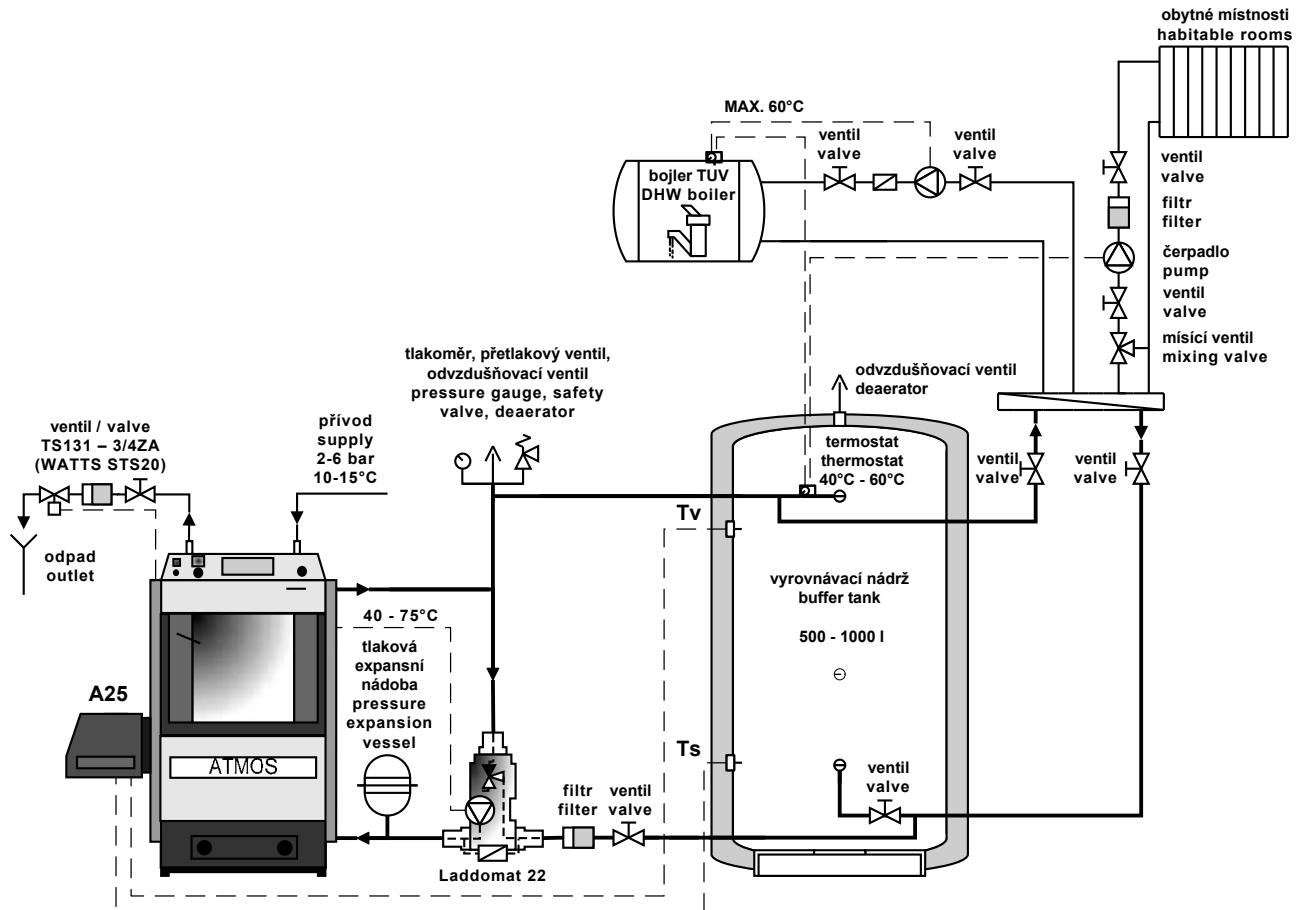 obytné místnosti
habitable rooms
MAX. 60°C
ventil
valve
ventil
valve
bojler TUV
DHW boiler
ventil
valve
filtr
filter
čerpadlo
pump
ventil
valve
mísící ventil
mixing valve
tlakoměr, přetlakový ventil,
odvzdušňovací ventil
pressure gauge, safety
valve, deaerator
odvzdušňovací ventil
deaerator
ventil / valve
TS131 – 3/4ZA
(WATTS STS20)
přívod
supply
2-6 bar
10-15°C
termostat
thermostat
40°C - 60°C
ventil
valve
ventil
valve
Tv
odpad
outlet
vyrovnávací nádrž
buffer tank
500 - 1000 l
40 - 75°C
tlaková
expansní
nádoba
pressure
expansion
vessel
A25
ATMOS
Ts
ventil
valve
filtr
filter
ventil
valve
Laddomat 22